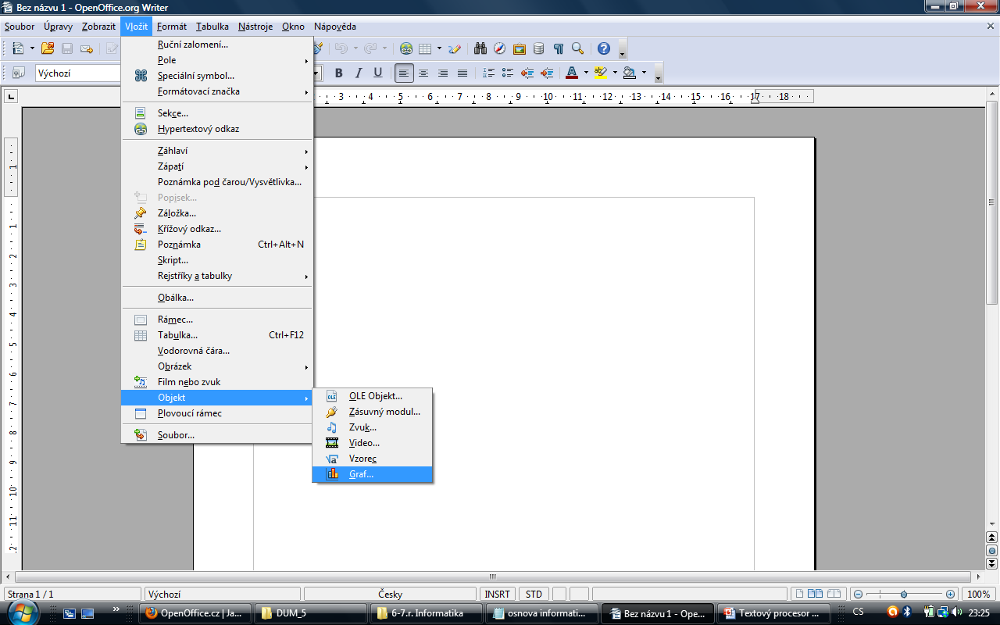 Bez názvu 1 - OpenOffice.org Writer
Soubor Úpravy Zobrazit Vložit Formát Tabulka Nástroje Okno Nápověda
Výchozí
Ruční zalomení...
Pole
Speciální symbol...
Formátovací značka
Sekce...
Hypertextový odkaz
Záhlaví
Zápatí
Poznámka pod čarou/Vysvětlivka...
Popisek...
Záložka...
Křížový odkaz...
Poznámka Ctrl+Alt+N
Skript...
Rejstříky a tabulky
Obálka...
Rámec...
Tabulka... Ctrl+F12
Vodorovná čára...
Obrázek
Film nebo zvuk
Objekt
Plovoucí rámec
Soubor...
OLE Objekt...
Zásuvný modul...
Zvuk...
Video...
Vzorec
Graf...
3 4 5 6 7 8 9 10 11 12 13 14 15 16 17 18
1
1
2
3
4
5
6
7
8
9
10
11
Strana 1 / 1 Výchozí Česky INSRT STD 100%
OpenOffice.cz | Ja... DUM_5 6-7.r. Informatika osnova informati... Bez názvu 1 - Ope... Textový procesor ... CS 23:25